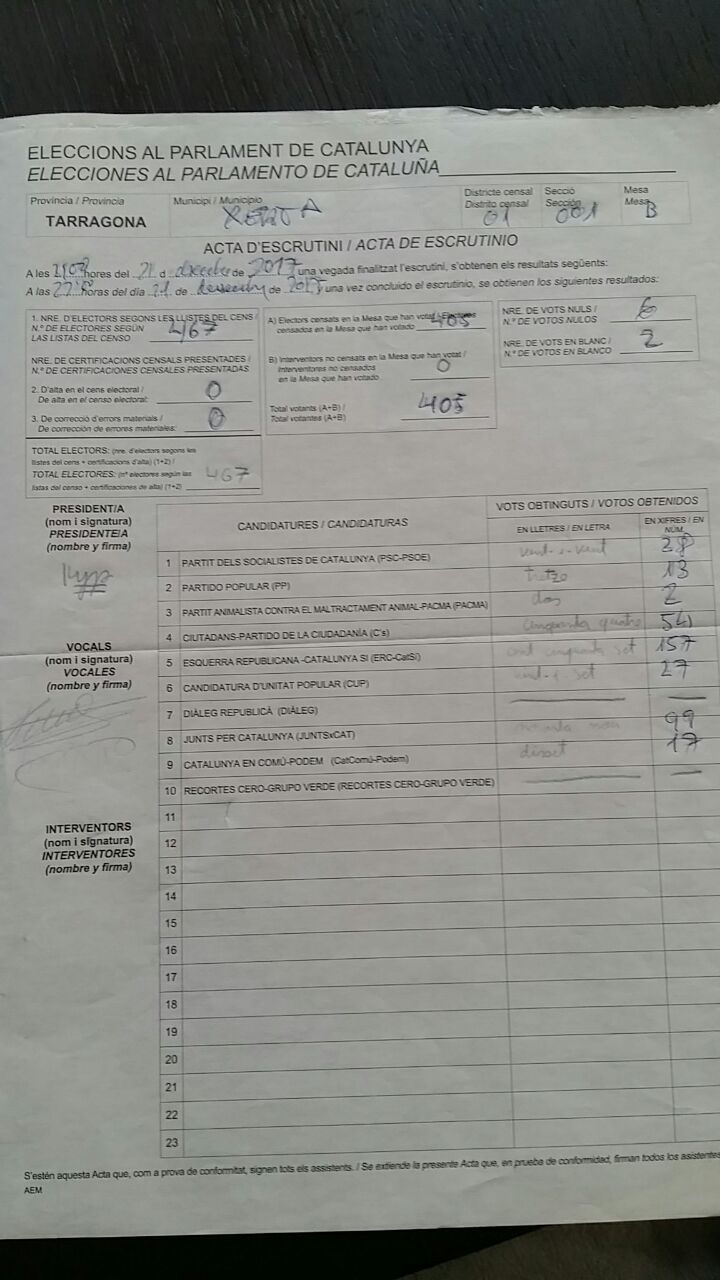 ELECCIONS AL PARLAMENT DE CATALUNYA
ELECCIONES AL PARLAMENTO DE CATALUÑA
Província / Provincia
TARRAGONA
Municipi / Municipio
XERTA
Districte censal
Distrito censal
01
Secció
Sección
001
Mesa
Mesa
B
ACTA D'ESCRUTINI / ACTA DE ESCRUTINIO
A les hores del 21 d desembre de 2017 una vegada finalitzat l'escrutini, s'obtenen els resultats següents:
A las horas del día 21 de de 2017 y una vez concluido el escrutinio, se obtienen los siguientes resultados:
1. NRE. D'ELECTORS SEGONS LES LLISTES DEL CENS /
N.º DE ELECTORES SEGÚN
LAS LISTAS DEL CENSO
467
NRE. DE CERTIFICACIONS CENSALS PRESENTADES /
N.º DE CERTIFICACIONES CENSALES PRESENTADAS
2. D'alta en el cens electoral /
De alta en el censo electoral:
0
3. De correcció d'errors materials /
De corrección de errores materiales:
0
TOTAL ELECTORS: (nre. d'electors segons les
llistes del cens + certificacions d'alta) (1+2) /
TOTAL ELECTORES: (nº electores según las
listas del censo + certificaciones de alta) (1+2)
467
A) Electors censats en la Mesa que han votat / Electores
censados en la Mesa que han votado
405
B) Interventors no censats en la Mesa que han votat /
Interventores no censados
en la Mesa que han votado
0
Total votants (A+B) /
Total votantes (A+B)
405
NRE. DE VOTS NULS /
N.º DE VOTOS NULOS
6
NRE. DE VOTS EN BLANC /
N.º DE VOTOS EN BLANCO
2
PRESIDENT/A
(nom i signatura)
PRESIDENTE/A
(nombre y firma)
VOCALS
(nom i signatura)
VOCALES
(nombre y firma)
INTERVENTORS
(nom i signatura)
INTERVENTORES
(nombre y firma)
CANDIDATURES / CANDIDATURAS
VOTS OBTINGUTS / VOTOS OBTENIDOS
EN LLETRES / EN LETRA
EN XIFRES / EN NÚM.
1 PARTIT DELS SOCIALISTES DE CATALUNYA (PSC-PSOE) 28
2 PARTIDO POPULAR (PP) tretze 13
3 PARTIT ANIMALISTA CONTRA EL MALTRACTAMENT ANIMAL-PACMA (PACMA) dos 2
4 CIUTADANS-PARTIDO DE LA CIUDADANÍA (C's) cinquanta quatre 54
5 ESQUERRA REPUBLICANA -CATALUNYA SÍ (ERC-CatSí) cent cinquanta set 157
6 CANDIDATURA D'UNITAT POPULAR (CUP) vint-i-set 27
7 DIÀLEG REPUBLICÀ (DIÀLEG) — —
8 JUNTS PER CATALUNYA (JUNTSxCAT) noranta nou 99
9 CATALUNYA EN COMÚ-PODEM (CatComú-Podem) disset 17
10 RECORTES CERO-GRUPO VERDE (RECORTES CERO-GRUPO VERDE) — —
11
12
13
14
15
16
17
18
19
20
21
22
23
S'estén aquesta Acta que, com a prova de conformitat, signen tots els assistents. / Se extiende la presente Acta que, en prueba de conformidad, firman todos los asistentes
AEM